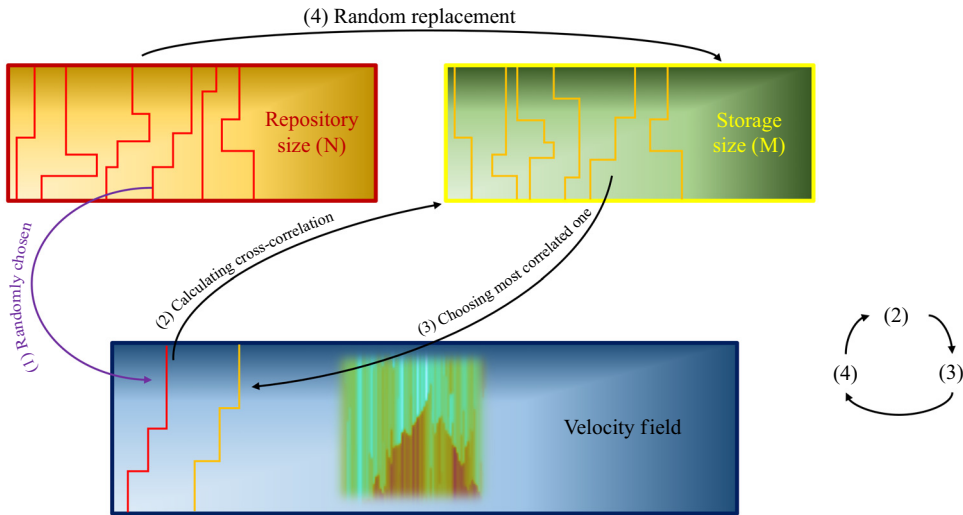 (4) Random replacement
Repository
size (N)
Storage
size (M)
(1) Randomly chosen
(2) Calculating cross-correlation
(3) Choosing most correlated one
Velocity field
(2)
(4)
(3)